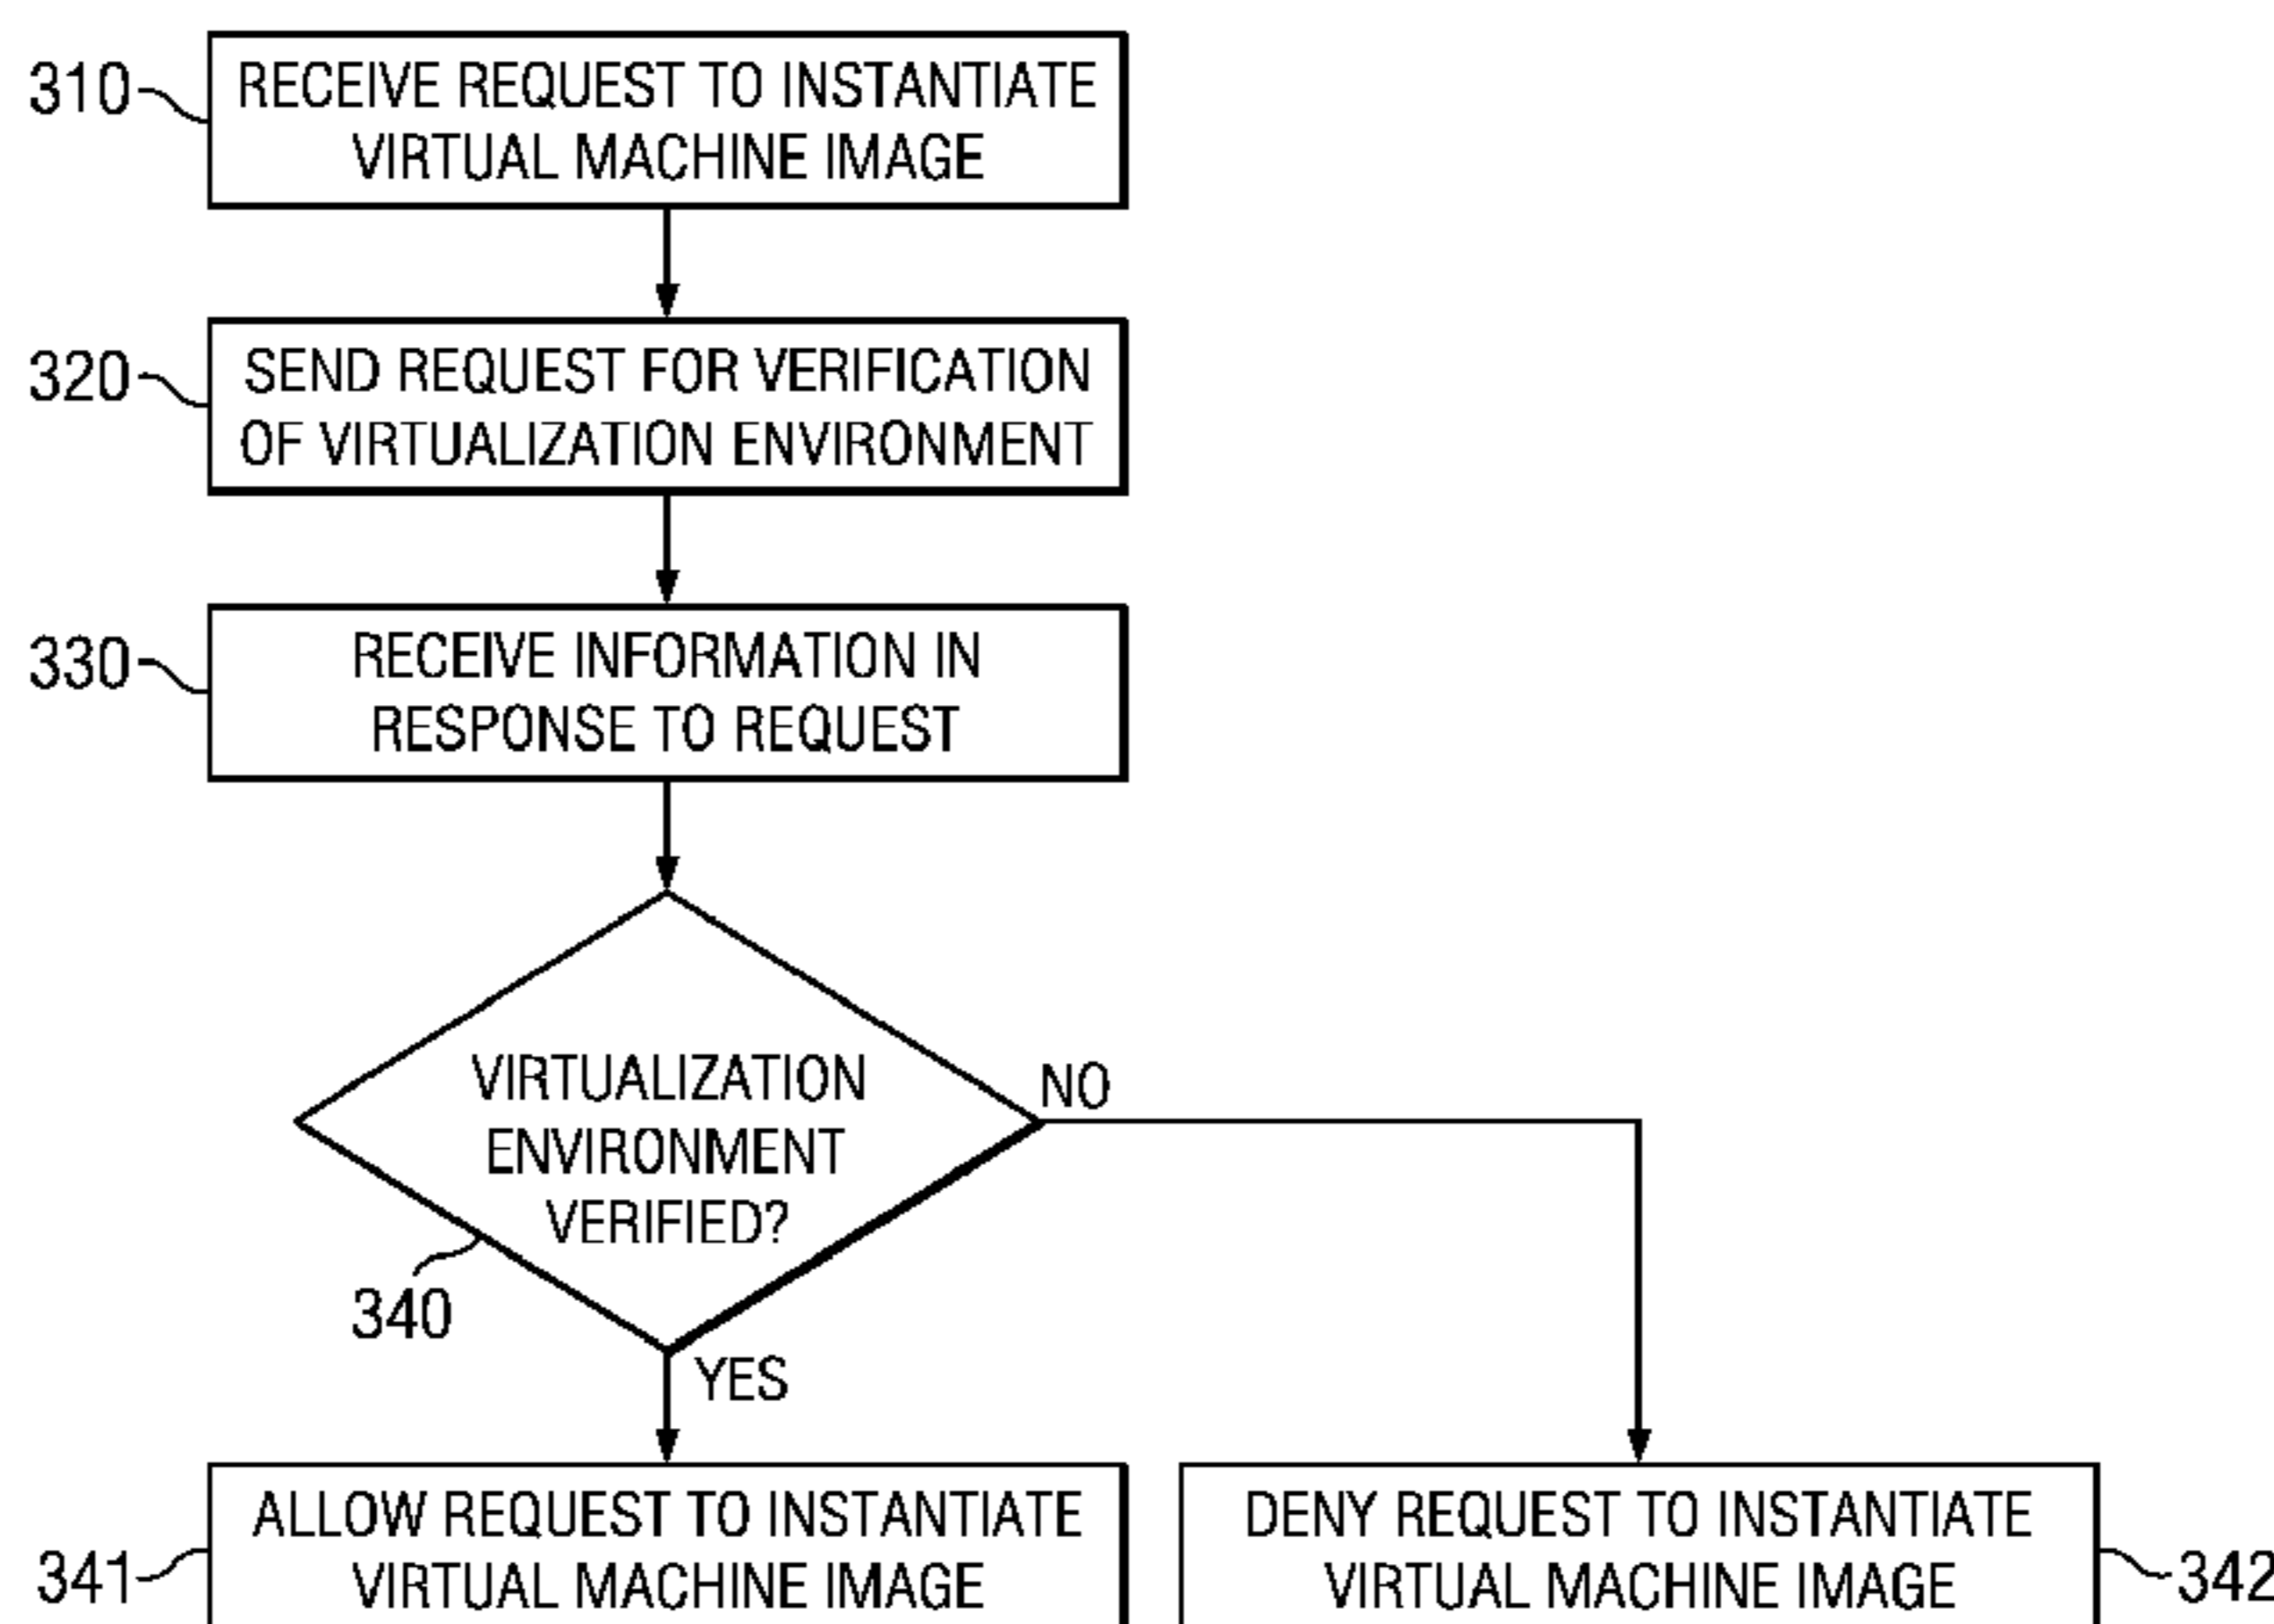 310
RECEIVE REQUEST TO INSTANTIATE
VIRTUAL MACHINE IMAGE
320
SEND REQUEST FOR VERIFICATION
OF VIRTUALIZATION ENVIRONMENT
330
RECEIVE INFORMATION IN
RESPONSE TO REQUEST
VIRTUALIZATION
ENVIRONMENT
VERIFIED?
NO
340
YES
341
ALLOW REQUEST TO INSTANTIATE
VIRTUAL MACHINE IMAGE
DENY REQUEST TO INSTANTIATE
VIRTUAL MACHINE IMAGE
342